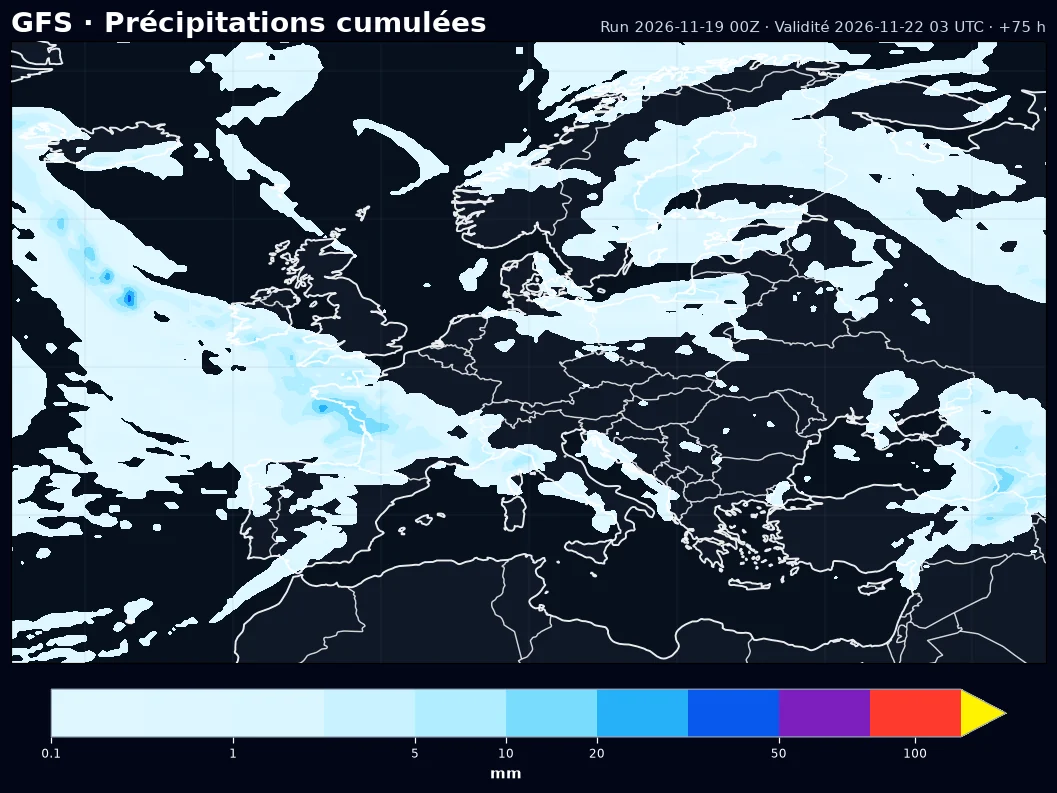 GFS · Précipitations cumulées
Run 2026-11-19 00Z · Validité 2026-11-22 03 UTC · +75 h
0.1 1 5 10 20 50 100
mm